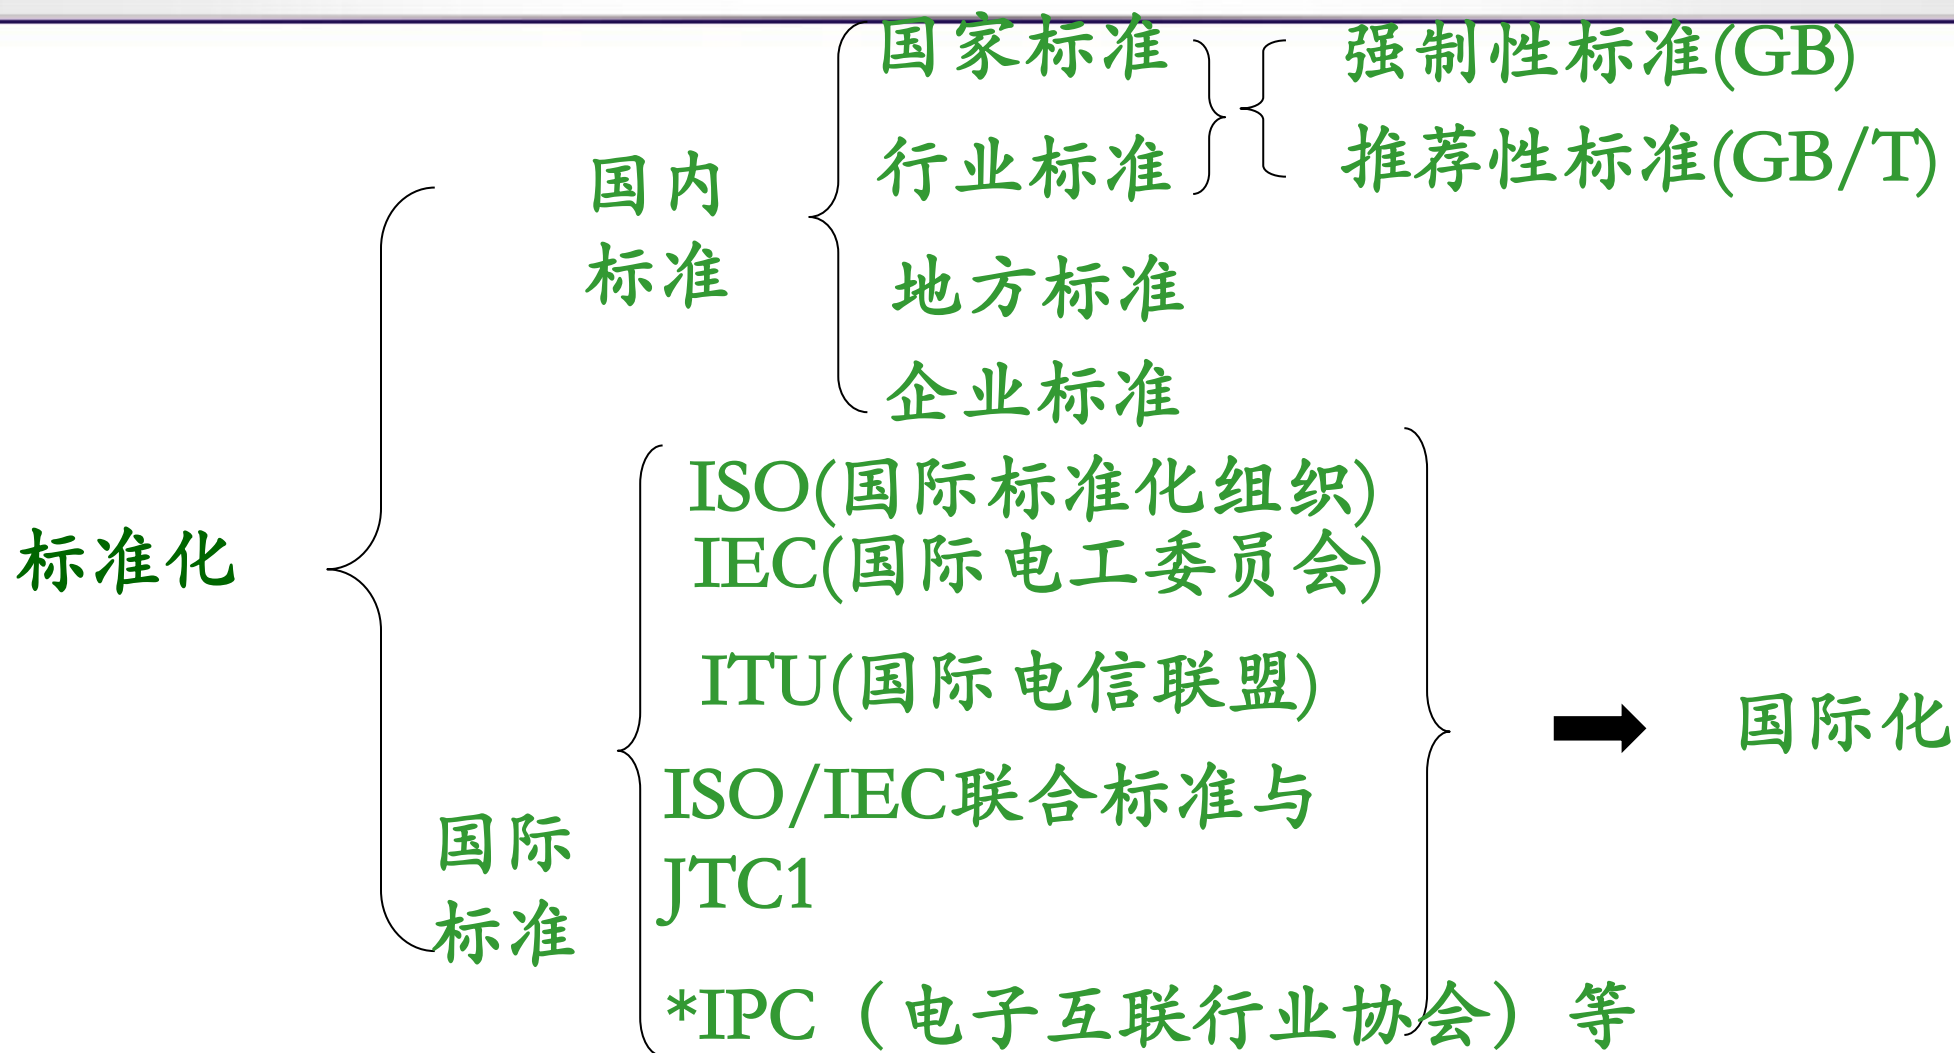 国家标准
强制性标准(GB)
行业标准
推荐性标准(GB/T)
国内
标准
地方标准
企业标准
标准化
ISO(国际标准化组织)
IEC(国际电工委员会)
ITU(国际电信联盟)
ISO/IEC联合标准与
JTC1
*IPC（电子互联行业协会）等
国际
标准
国际化